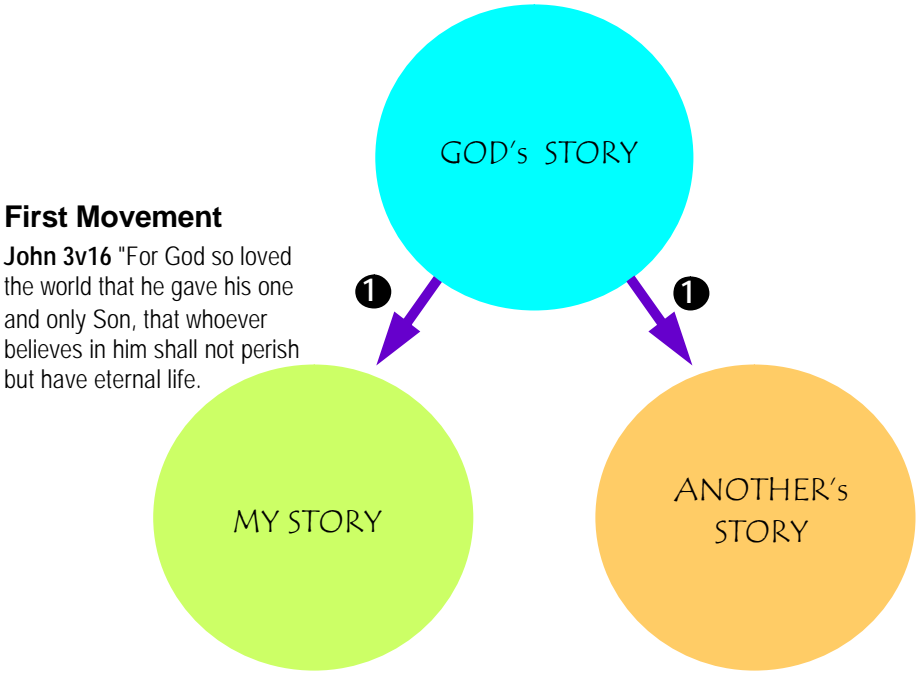 GOD's STORY
First Movement
John 3v16 "For God so loved
the world that he gave his one
and only Son, that whoever
believes in him shall not perish
but have eternal life.
1
1
MY STORY
ANOTHER's
STORY